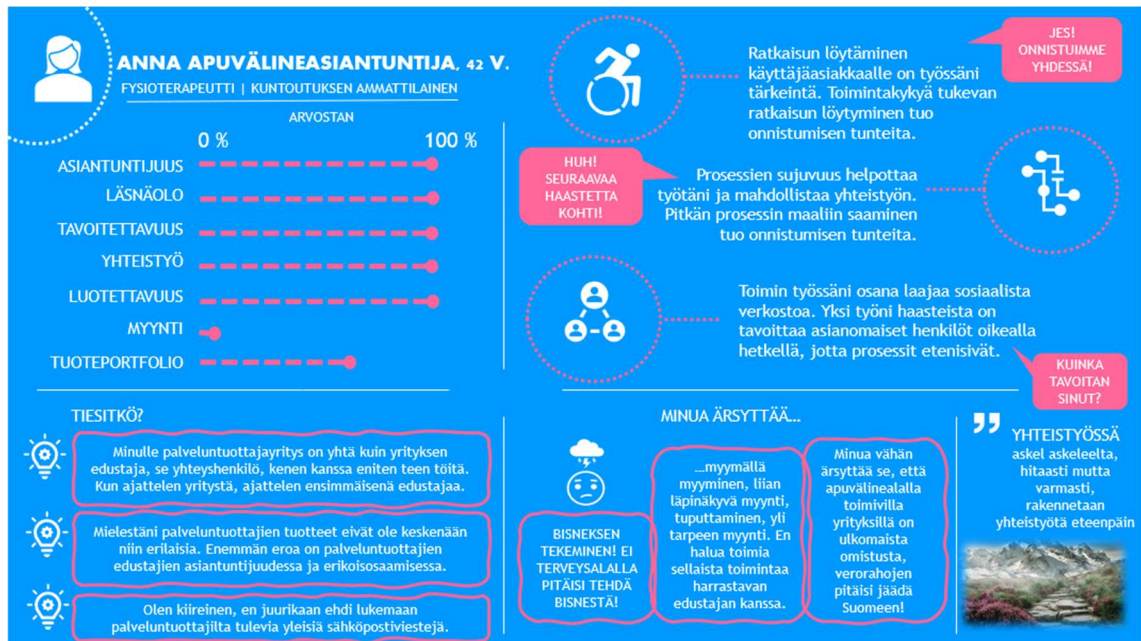 ANNA APUVÄLINEASIANTUNTIJA, 42 V.
FYSIOTERAPEUTTI | KUNTOUTUKSEN AMMATTILAINEN
ARVOSTAN
0 % 100 %
ASIANTUNTIJUUS
LÄSNÄOLO
TAVOITETTAVUUS
YHTEISTYÖ
LUOTETTAVUUS
MYYNTI
TUOTEPORTFOLIO
Ratkaisun löytäminen
käyttäjäasiakkaalle on työssäni
tärkeintä. Toimintakykyä tukevan
ratkaisun löytyminen tuo
onnistumisen tunteita.
JES!
ONNISTUIMME
YHDESSÄ!
HUH!
SEURAAVAA
HAASTETTA
KOHTI!
Prosessien sujuvuus helpottaa
työtäni ja mahdollistaa yhteistyön.
Pitkän prosessin maaliin saaminen
tuo onnistumisen tunteita.
Toimin työssäni osana laajaa sosiaalista
verkostoa. Yksi työni haasteista on
tavoittaa asianomaiset henkilöt oikealla
hetkellä, jotta prosessit etenisivät.
KUINKA
TAVOITAN
SINUT?
TIESITKÖ?
Minulle palveluntuottajayritys on yhtä kuin yrityksen
edustaja, se yhteyshenkilö, kenen kanssa eniten teen töitä.
Kun ajattelen yritystä, ajattelen ensimmäisenä edustajaa.
Mielestäni palveluntuottajien tuotteet eivät ole keskenään
niin erilaisia. Enemmän eroa on palveluntuottajien
edustajien asiantuntijuudessa ja erikoisosaamisessa.
Olen kiireinen, en juurikaan ehdi lukemaan
palveluntuottajilta tulevia yleisiä sähköpostiviestejä.
MINUA ÄRSYTTÄÄ...
BISNEKSEN
TEKEMINEN! EI
TERVEYSALALLA
PITÄISI TEHDÄ
BISNESTÄ!
...myymällä
myyminen, liian
läpinäkyvä myynti,
tuputtaminen, yli
tarpeen myynti. En
halua toimia
sellaista toimintaa
harrastavan
edustajan kanssa.
Minua vähän
ärsyttää se, että
apuvälinealalla
toimivilla
yrityksillä on
ulkomaista
omistusta,
verorahojen
pitäisi jäädä
Suomeen!
”
YHTEISTYÖSSÄ
askel askeleelta,
hitaasti mutta
varmasti,
rakennetaan
yhteistyötä eteenpäin